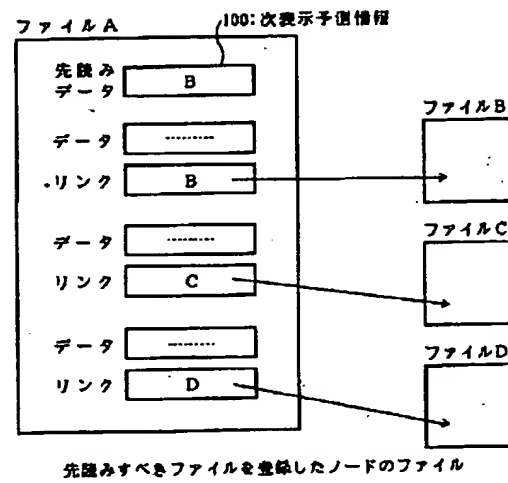 ファイルA
100:次表示予測情報
先読み
データ
B
データ
---------
リンク
B
データ
---------
リンク
C
データ
---------
リンク
D
ファイルB
ファイルC
ファイルD
先読みすべきファイルを登録したノードのファイル